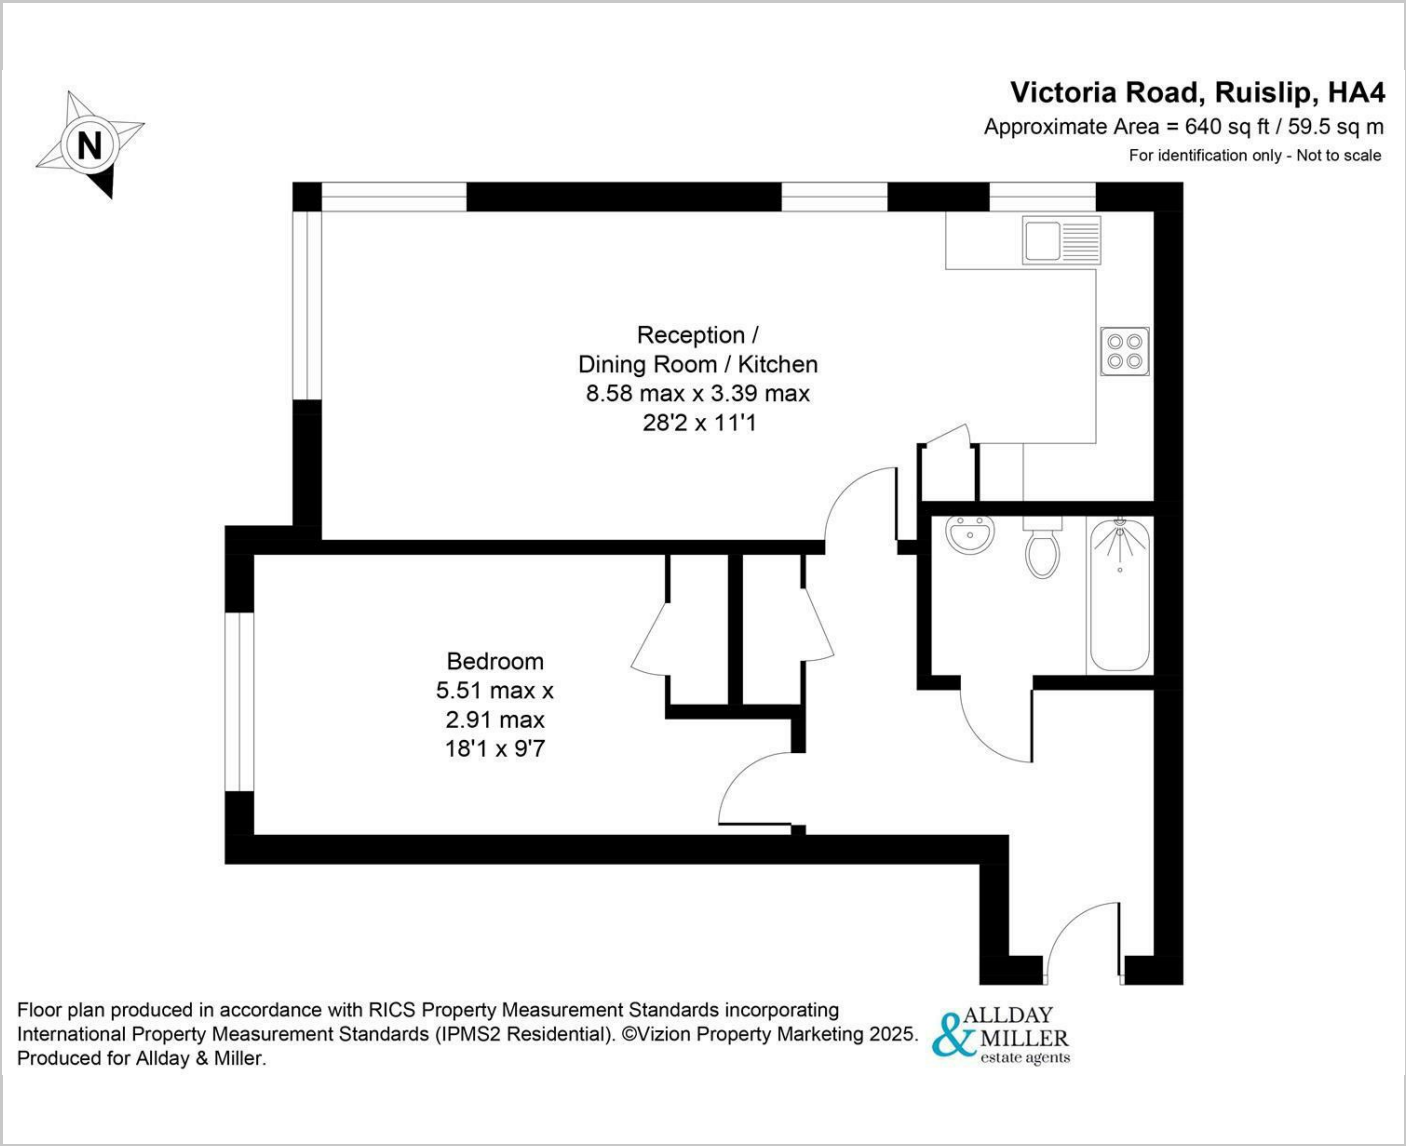 N
Victoria Road, Ruislip, HA4
Approximate Area = 640 sq ft / 59.5 sq m
For identification only - Not to scale
Reception /
Dining Room / Kitchen
8.58 max x 3.39 max
28'2 x 11'1
Bedroom
5.51 max x
2.91 max
18'1 x 9'7
Floor plan produced in accordance with RICS Property Measurement Standards incorporating
International Property Measurement Standards (IPMS2 Residential). ©Vizion Property Marketing 2025.
Produced for Allday & Miller.
ALLDAY
& MILLER
estate agents